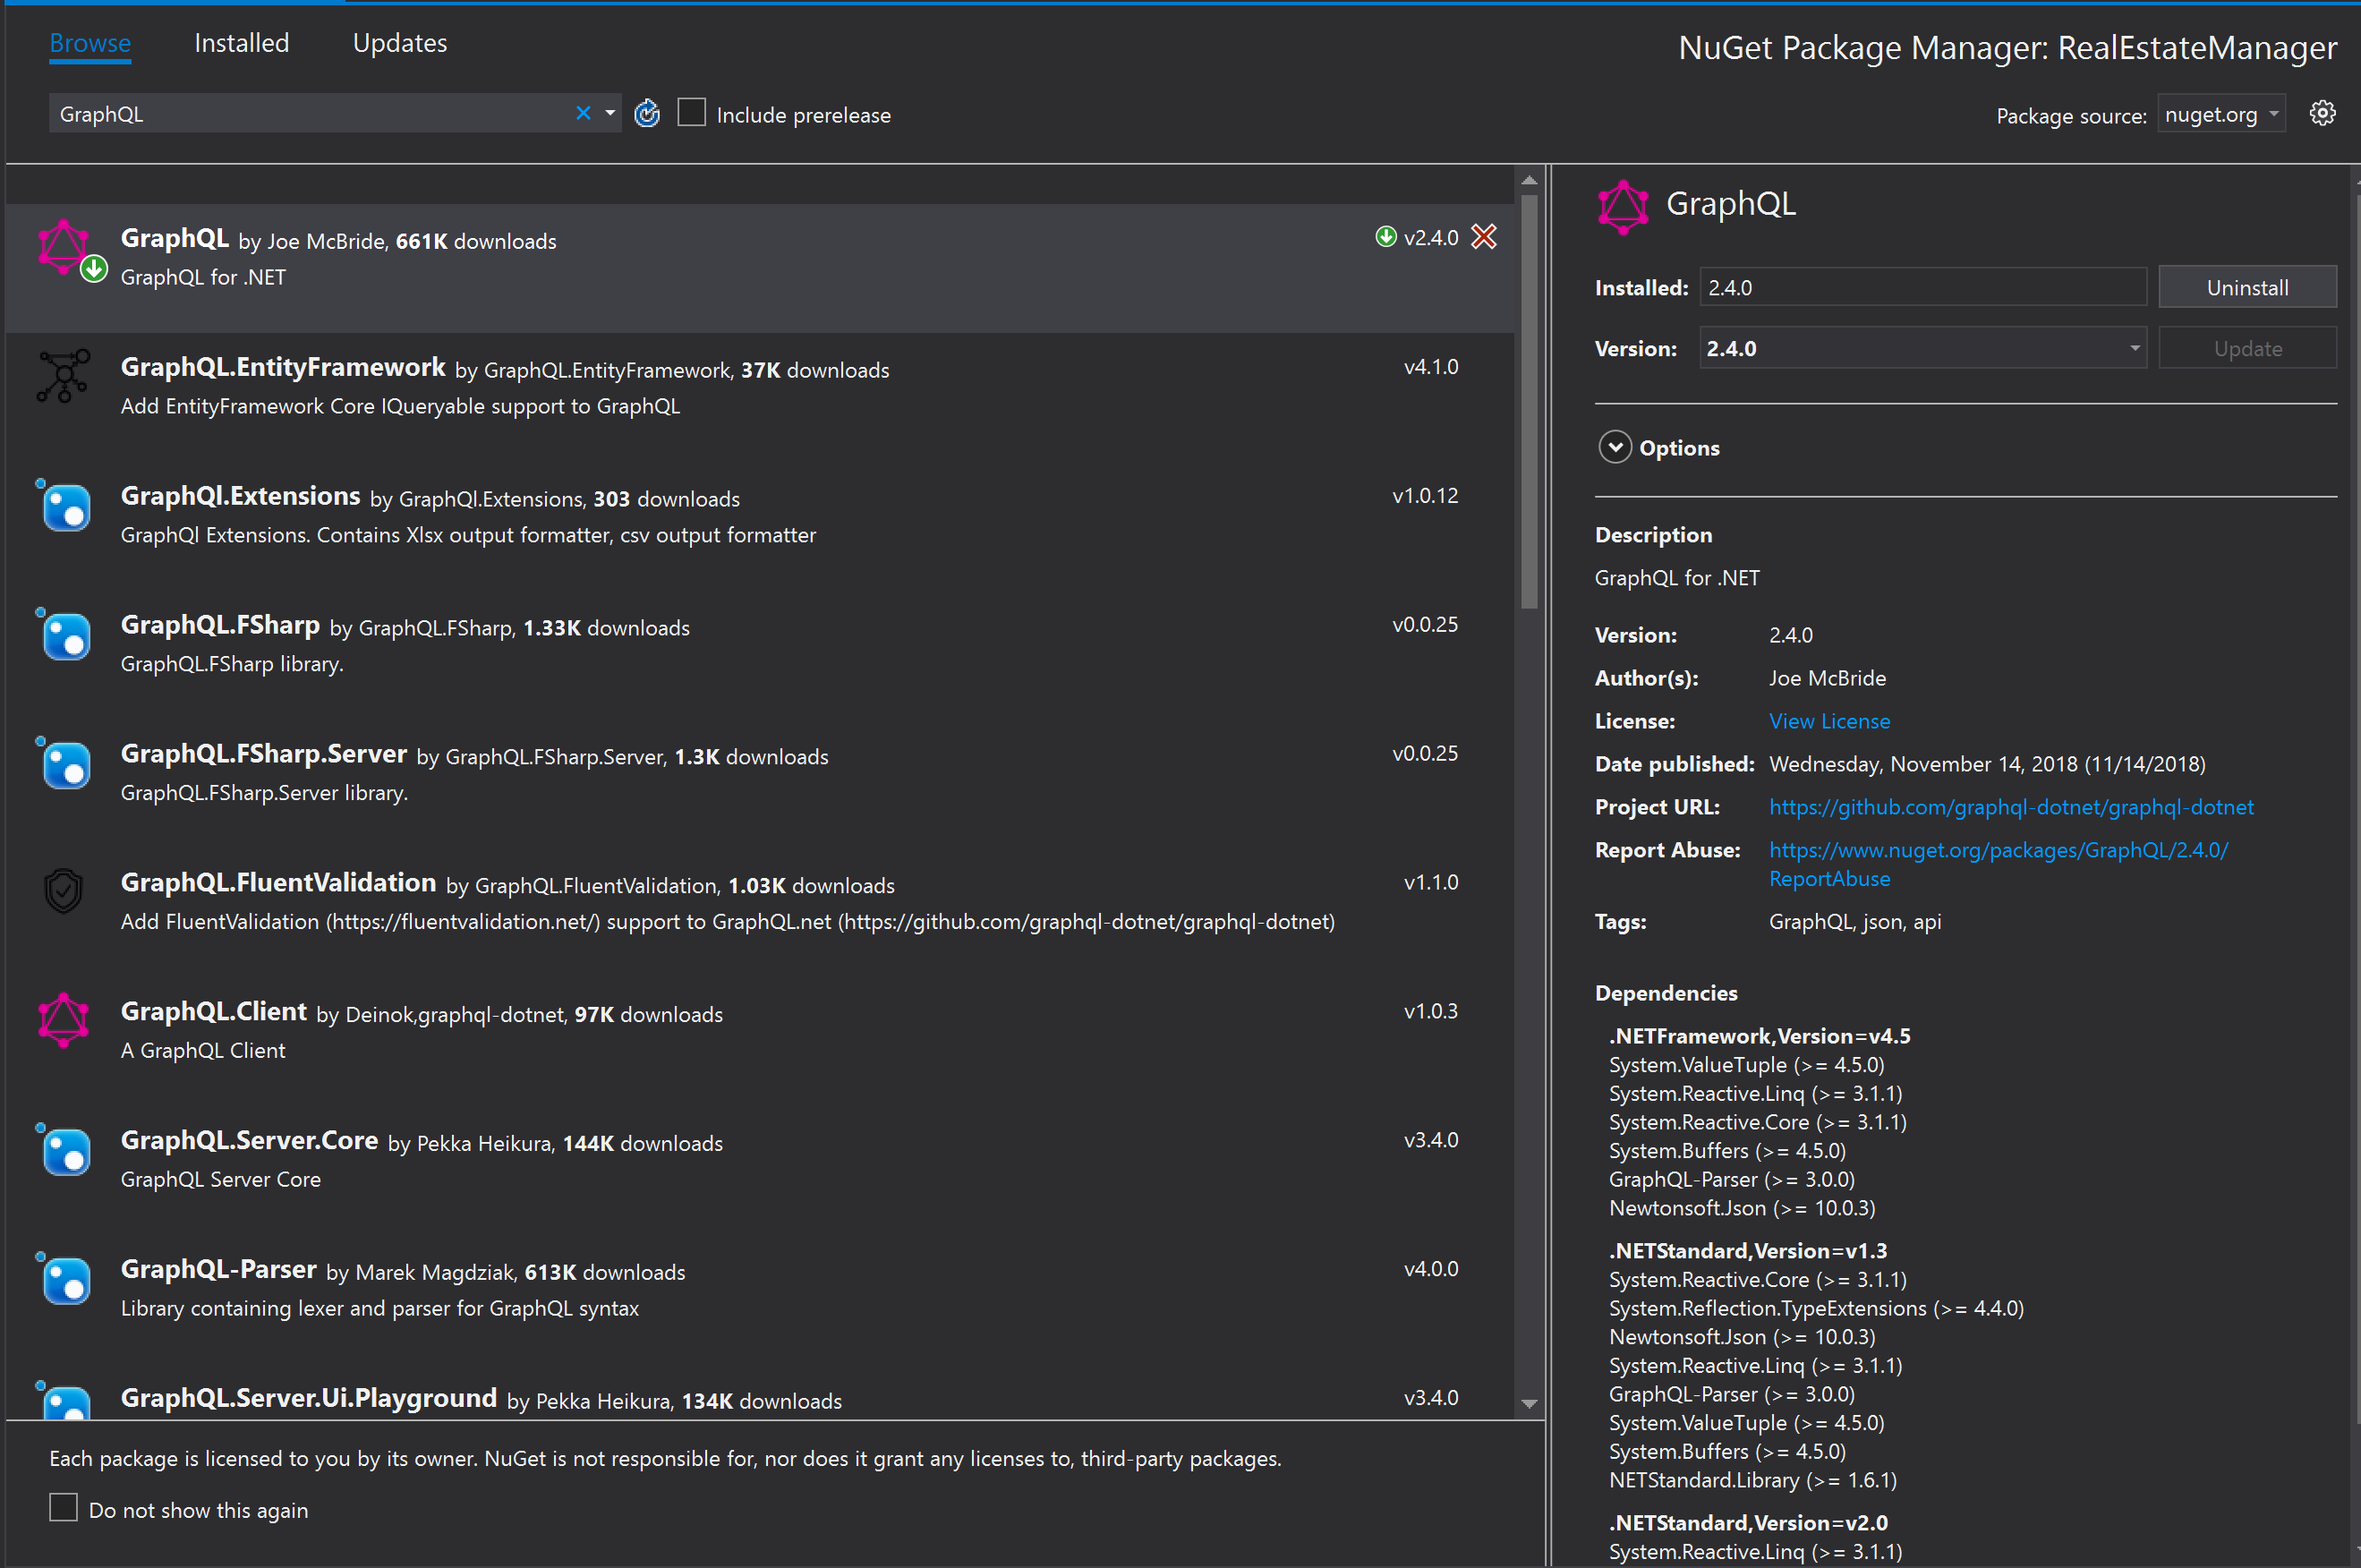 Browse Installed Updates
NuGet Package Manager: RealEstateManager
GraphQL
Include prerelease
Package source: nuget.org
GraphQL by Joe McBride, 661K downloads
v2.4.0
GraphQL for .NET
GraphQL.EntityFramework by GraphQL.EntityFramework, 37K downloads
v4.1.0
Add EntityFramework Core IQueryable support to GraphQL
GraphQl.Extensions by GraphQl.Extensions, 303 downloads
v1.0.12
GraphQl Extensions. Contains Xlsx output formatter, csv output formatter
GraphQL.FSharp by GraphQL.FSharp, 1.33K downloads
v0.0.25
GraphQL.FSharp library.
GraphQL.FSharp.Server by GraphQL.FSharp.Server, 1.3K downloads
v0.0.25
GraphQL.FSharp.Server library.
GraphQL.FluentValidation by GraphQL.FluentValidation, 1.03K downloads
v1.1.0
Add FluentValidation (https://fluentvalidation.net/) support to GraphQL.net (https://github.com/graphql-dotnet/graphql-dotnet)
GraphQL.Client by Deinok,graphql-dotnet, 97K downloads
v1.0.3
A GraphQL Client
GraphQL.Server.Core by Pekka Heikura, 144K downloads
v3.4.0
GraphQL Server Core
GraphQL-Parser by Marek Magdziak, 613K downloads
v4.0.0
Library containing lexer and parser for GraphQL syntax
GraphQL.Server.Ui.Playground by Pekka Heikura, 134K downloads
v3.4.0
Each package is licensed to you by its owner. NuGet is not responsible for, nor does it grant any licenses to, third-party packages.
Do not show this again
GraphQL
Installed: 2.4.0 Uninstall
Version: 2.4.0 Update
Options
Description
GraphQL for .NET
Version: 2.4.0
Author(s): Joe McBride
License: View License
Date published: Wednesday, November 14, 2018 (11/14/2018)
Project URL: https://github.com/graphql-dotnet/graphql-dotnet
Report Abuse: https://www.nuget.org/packages/GraphQL/2.4.0/
ReportAbuse
Tags: GraphQL, json, api
Dependencies
.NETFramework,Version=v4.5
System.ValueTuple (>= 4.5.0)
System.Reactive.Linq (>= 3.1.1)
System.Reactive.Core (>= 3.1.1)
System.Buffers (>= 4.5.0)
GraphQL-Parser (>= 3.0.0)
Newtonsoft.Json (>= 10.0.3)
.NETStandard,Version=v1.3
System.Reactive.Core (>= 3.1.1)
System.Reflection.TypeExtensions (>= 4.4.0)
Newtonsoft.Json (>= 10.0.3)
System.Reactive.Linq (>= 3.1.1)
GraphQL-Parser (>= 3.0.0)
System.ValueTuple (>= 4.5.0)
System.Buffers (>= 4.5.0)
NETStandard.Library (>= 1.6.1)
.NETStandard,Version=v2.0
System.Reactive.Linq (>= 3.1.1)